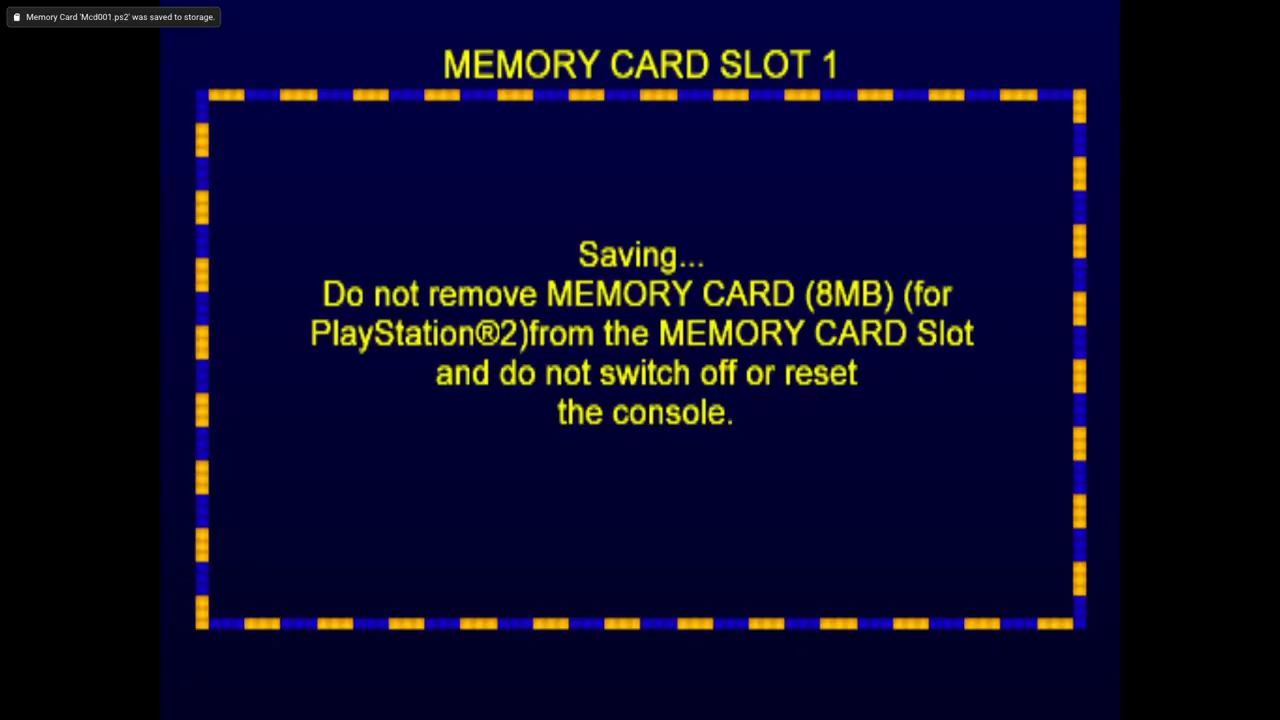 Memory Card 'Mcd001.ps2' was saved to storage.
MEMORY CARD SLOT 1
Saving...
Do not remove MEMORY CARD (8MB) (for
PlayStation®2)from the MEMORY CARD Slot
and do not switch off or reset
the console.